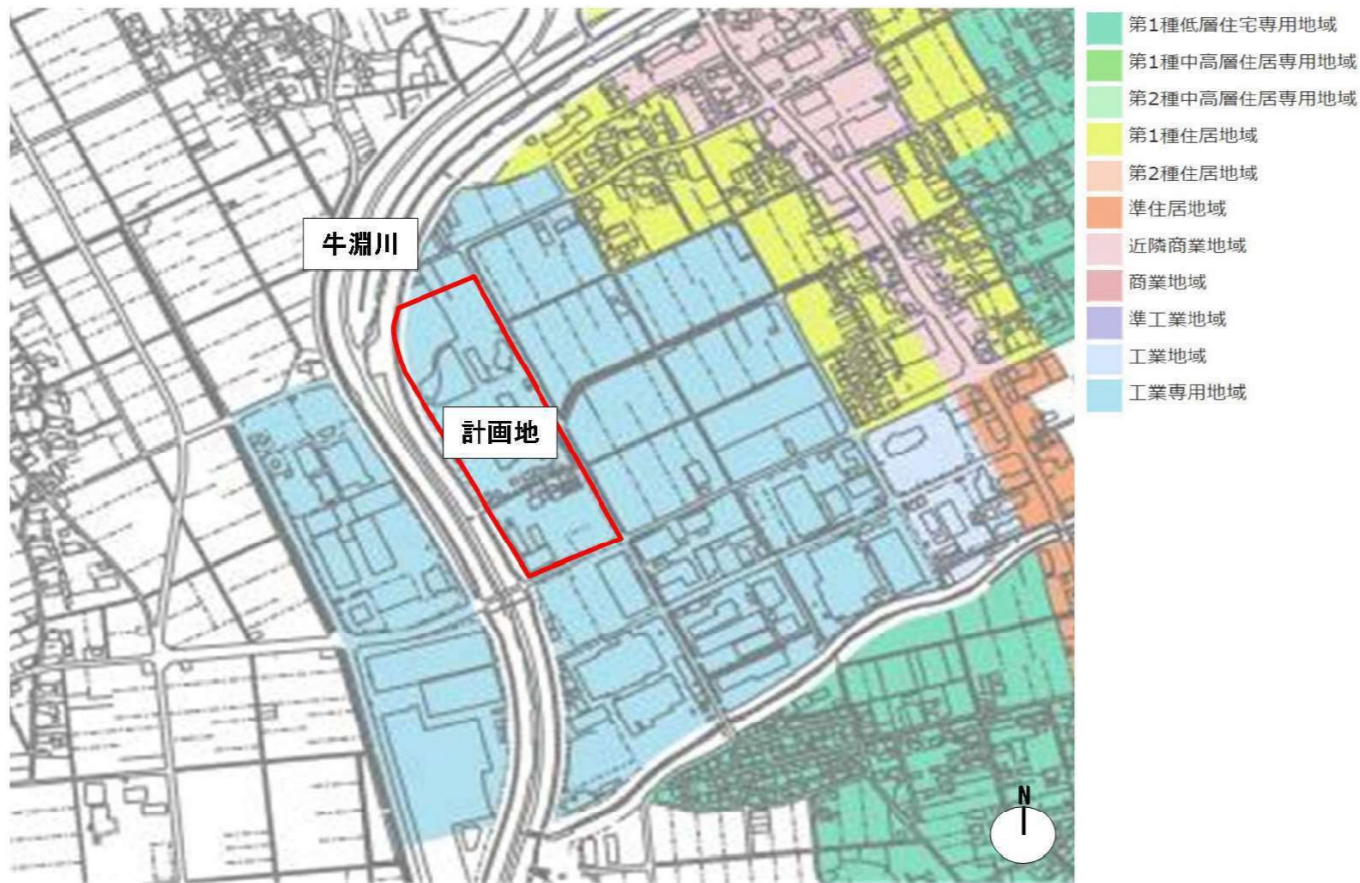 牛淵川
計画地
N
第1種低層住宅専用地域
第1種中高層住居専用地域
第2種中高層住居専用地域
第1種住居地域
第2種住居地域
準住居地域
近隣商業地域
商業地域
準工業地域
工業地域
工業専用地域